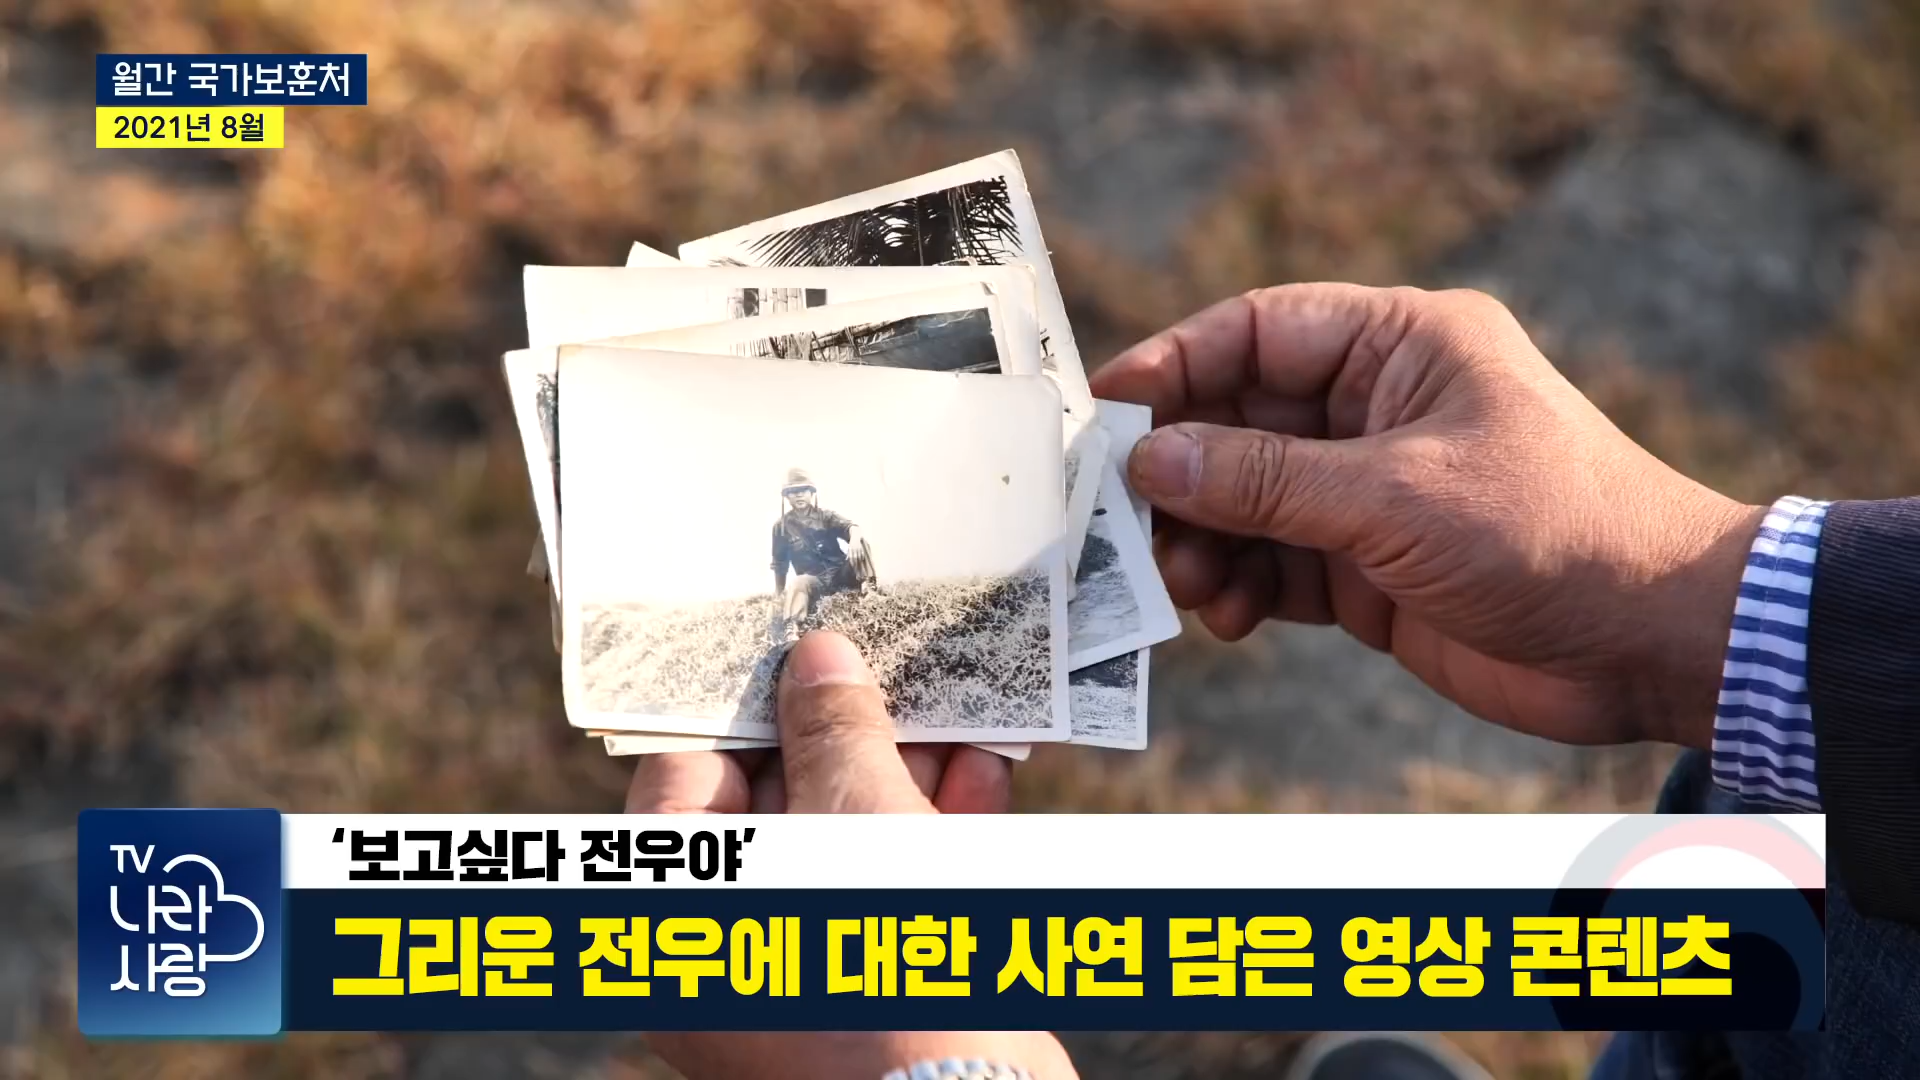 월간 국가보훈처
2021년 8월
TV
나라
사랑
‘보고싶다 전우야’
그리운 전우에 대한 사연 담은 영상 콘텐츠